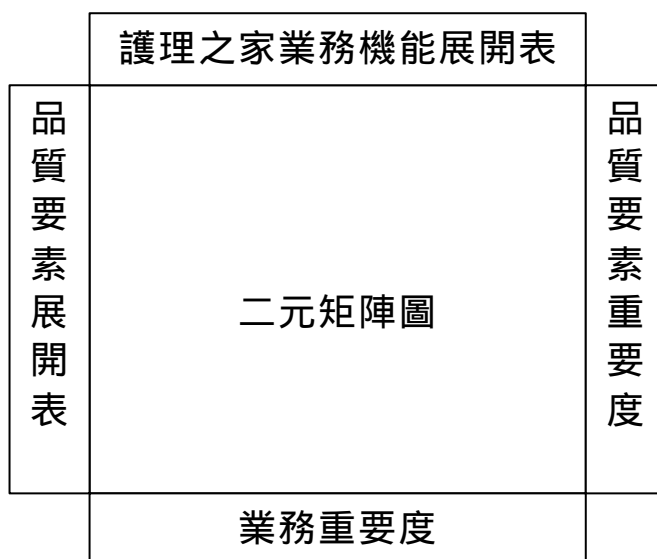 護理之家業務機能展開表
品質要素展開表
二元矩陣圖
品質要素重要度
業務重要度